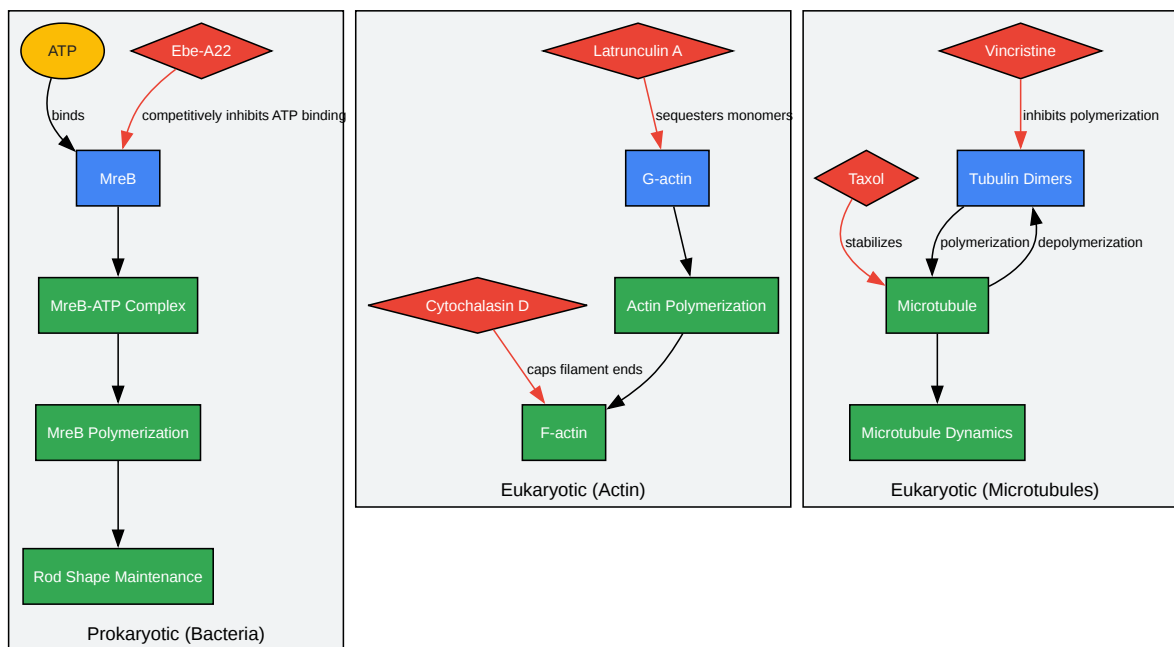 ATP
Ebe-A22
binds
competitively inhibits ATP binding
MreB
MreB-ATP Complex
MreB Polymerization
Rod Shape Maintenance
Prokaryotic (Bacteria)
Latrunculin A
sequesters monomers
G-actin
Cytochalasin D
Actin Polymerization
caps filament ends
F-actin
Eukaryotic (Actin)
Vincristine
inhibits polymerization
Taxol
Tubulin Dimers
stabilizes
polymerization
depolymerization
Microtubule
Microtubule Dynamics
Eukaryotic (Microtubules)